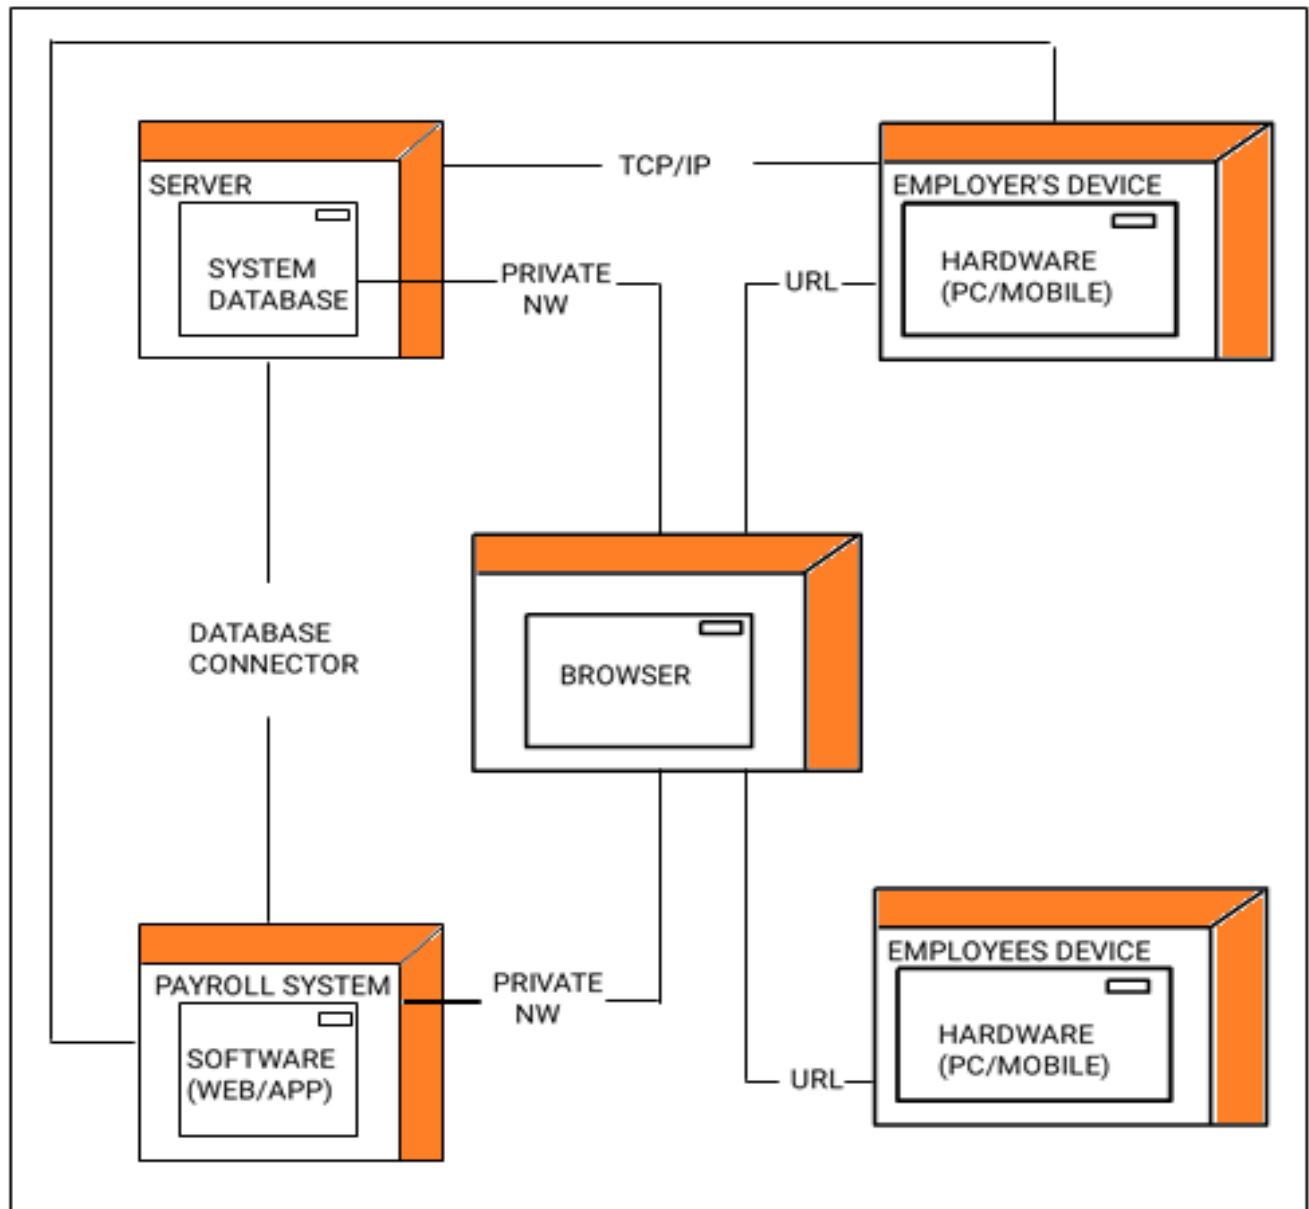 TCP/IP
SERVER
EMPLOYER'S DEVICE
SYSTEM
DATABASE
PRIVATE
NW
URL
HARDWARE
(PC/MOBILE)
DATABASE
CONNECTOR
BROWSER
PAYROLL SYSTEM
SOFTWARE
(WEB/APP)
PRIVATE
NW
EMPLOYEES DEVICE
HARDWARE
(PC/MOBILE)
URL